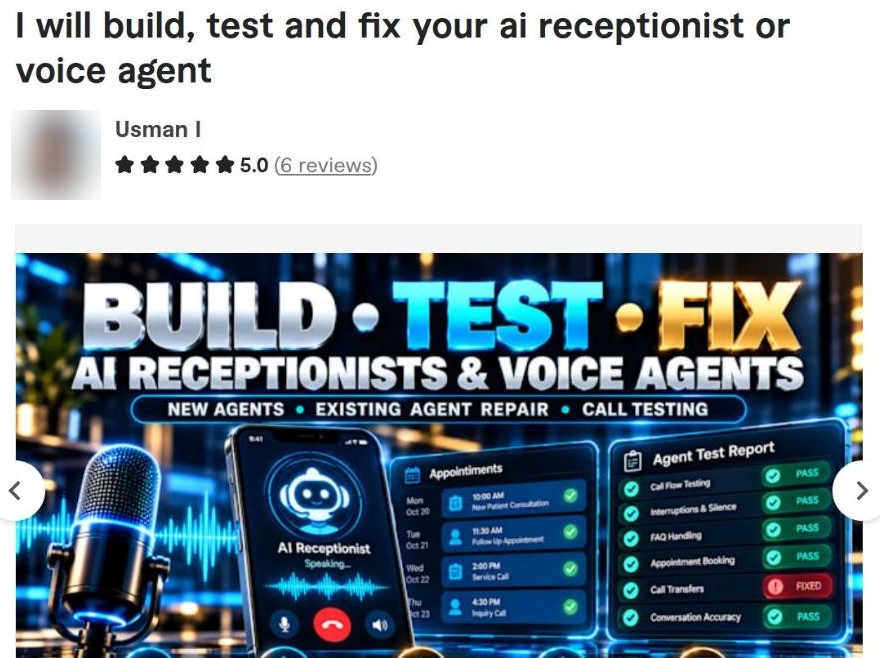 I will build, test and fix your ai receptionist or
voice agent
Usman I
5.0 (6 reviews)
BUILD • TEST • FIX
AI RECEPTIONISTS & VOICE AGENTS
NEW AGENTS • EXISTING AGENT REPAIR • CALL TESTING
9:41
AI Receptionist
Speaking...
Appointiments
Mon
Oct 20
10:00 AM
New Patient Consultation
Tue
Oct 21
11:30 AM
Follow Up Appointment
Wed
Oct 22
2:00 PM
Service Call
Thu
Oct 23
4:30 PM
Inquiry Call
Agent Test Report
Call Flow Testing PASS
Interruptions & Silence PASS
FAQ Handling PASS
Appointment Booking PASS
Call Transfers FIXED
Conversation Accuracy PASS